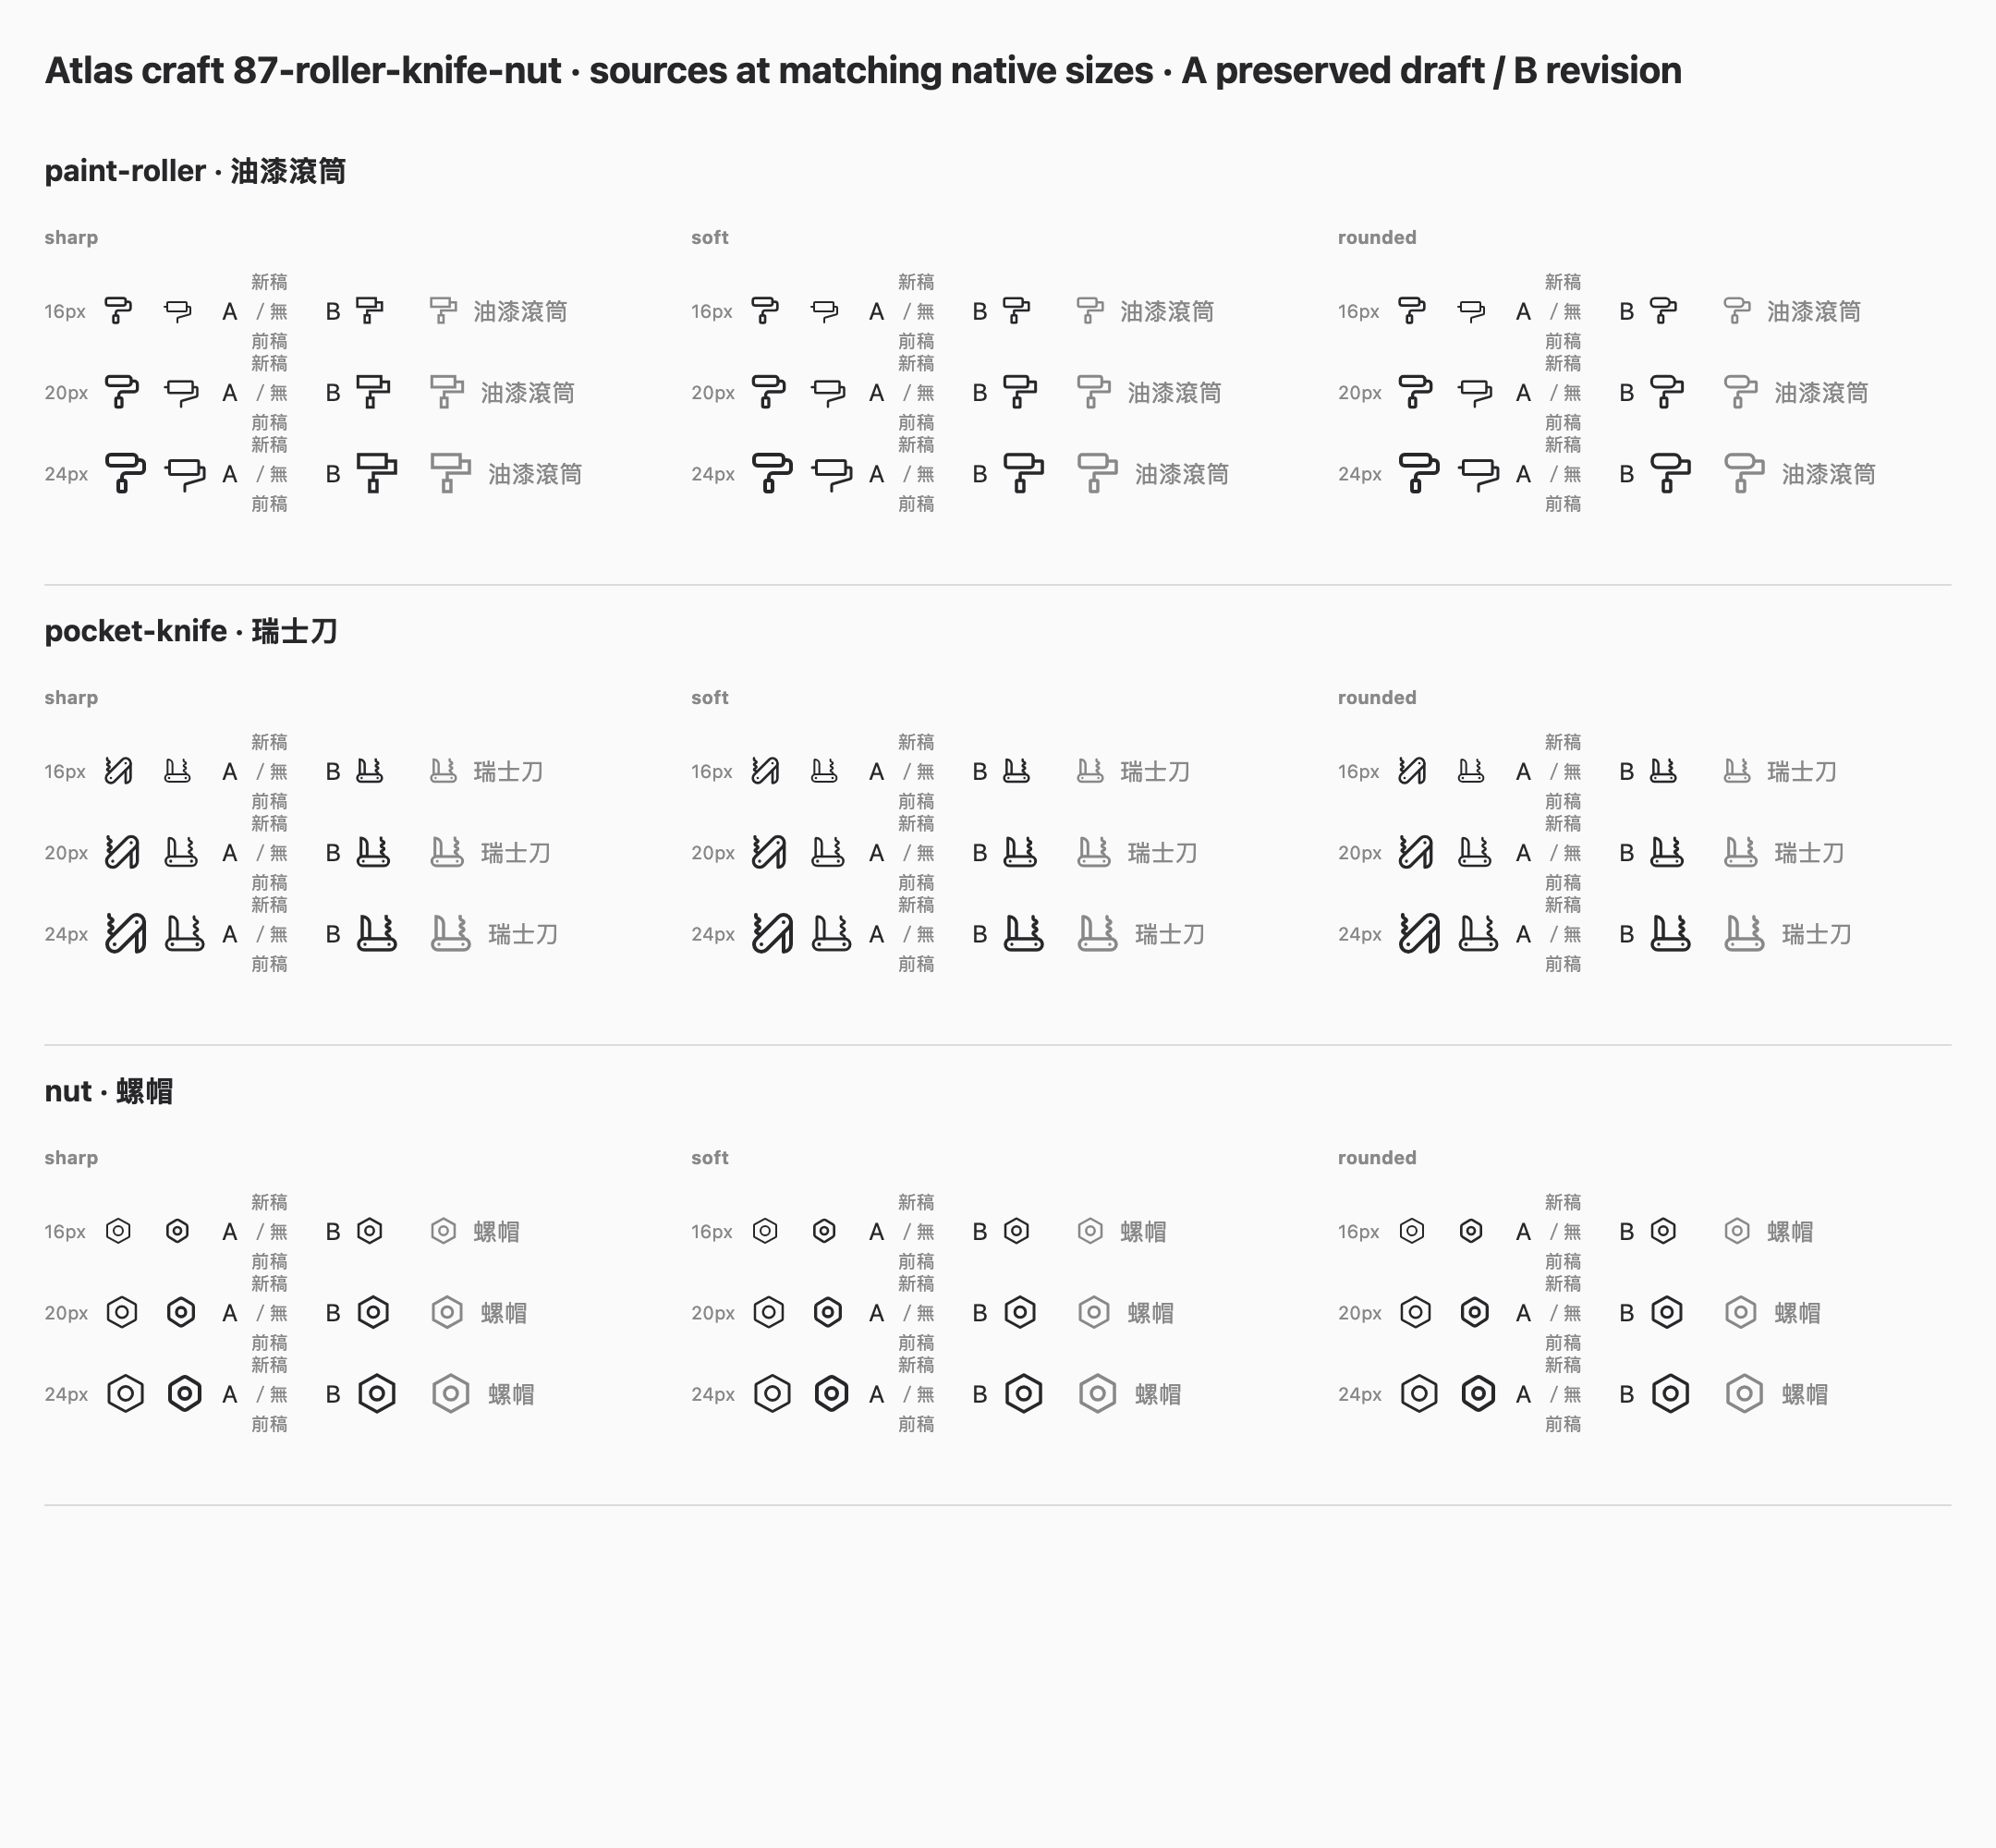 Atlas craft 87-roller-knife-nut · sources at matching native sizes · A preserved draft / B revision
paint-roller · 油漆滾筒
sharp soft rounded
16px A 新稿 / 無前稿 B 油漆滾筒 16px A 新稿 / 無前稿 B 油漆滾筒 16px A 新稿 / 無前稿 B 油漆滾筒
20px A 新稿 / 無前稿 B 油漆滾筒 20px A 新稿 / 無前稿 B 油漆滾筒 20px A 新稿 / 無前稿 B 油漆滾筒
24px A 新稿 / 無前稿 B 油漆滾筒 24px A 新稿 / 無前稿 B 油漆滾筒 24px A 新稿 / 無前稿 B 油漆滾筒
pocket-knife · 瑞士刀
sharp soft rounded
16px A 新稿 / 無前稿 B 瑞士刀 16px A 新稿 / 無前稿 B 瑞士刀 16px A 新稿 / 無前稿 B 瑞士刀
20px A 新稿 / 無前稿 B 瑞士刀 20px A 新稿 / 無前稿 B 瑞士刀 20px A 新稿 / 無前稿 B 瑞士刀
24px A 新稿 / 無前稿 B 瑞士刀 24px A 新稿 / 無前稿 B 瑞士刀 24px A 新稿 / 無前稿 B 瑞士刀
nut · 螺帽
sharp soft rounded
16px A 新稿 / 無前稿 B 螺帽 16px A 新稿 / 無前稿 B 螺帽 16px A 新稿 / 無前稿 B 螺帽
20px A 新稿 / 無前稿 B 螺帽 20px A 新稿 / 無前稿 B 螺帽 20px A 新稿 / 無前稿 B 螺帽
24px A 新稿 / 無前稿 B 螺帽 24px A 新稿 / 無前稿 B 螺帽 24px A 新稿 / 無前稿 B 螺帽